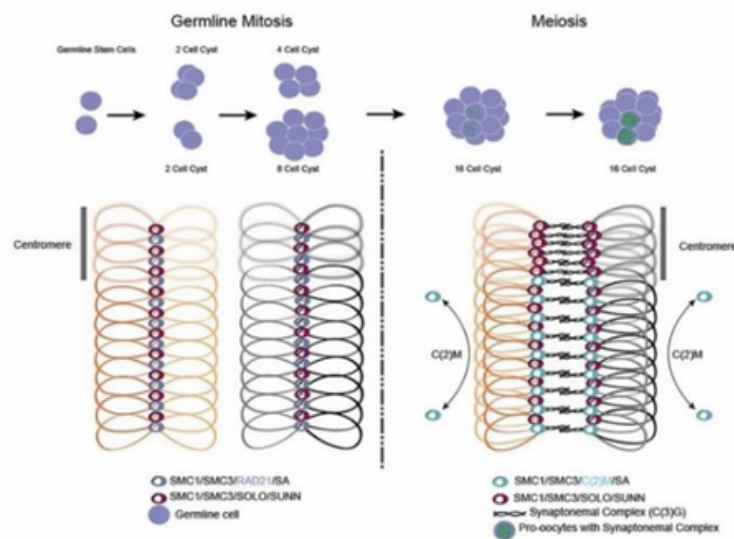 Germline Mitosis
Meiosis
Germline Stem Cells
2 Cell Cyst
4 Cell Cyst
2 Cell Cyst
8 Cell Cyst
16 Cell Cyst
16 Cell Cyst
Centromere
Centromere
C(2)M
C(2)M
SMC1/SMC3/RAD21/SA
SMC1/SMC3/SOLO/SUNN
Germline cell
SMC1/SMC3/C(2)M/SA
SMC1/SMC3/SOLO/SUNN
Synaptonemal Complex (C(3)G)
Pro-oocytes with Synaptonemal Complex